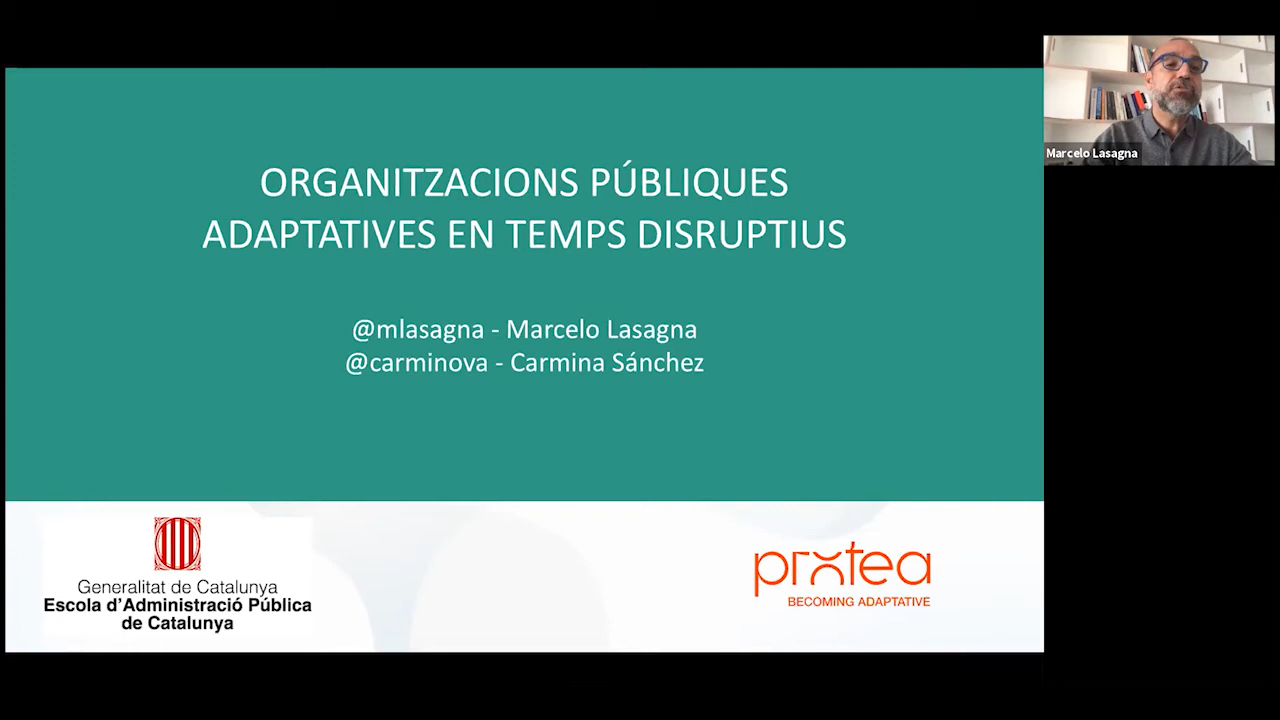 ORGANITZACIONS PÚBLIQUES
ADAPTATIVES EN TEMPS DISRUPTIUS
@mlasagna - Marcelo Lasagna
@carminova - Carmina Sánchez
Generalitat de Catalunya
Escola d'Administració Pública
de Catalunya
protea
BECOMING ADAPTATIVE
Marcelo Lasagna